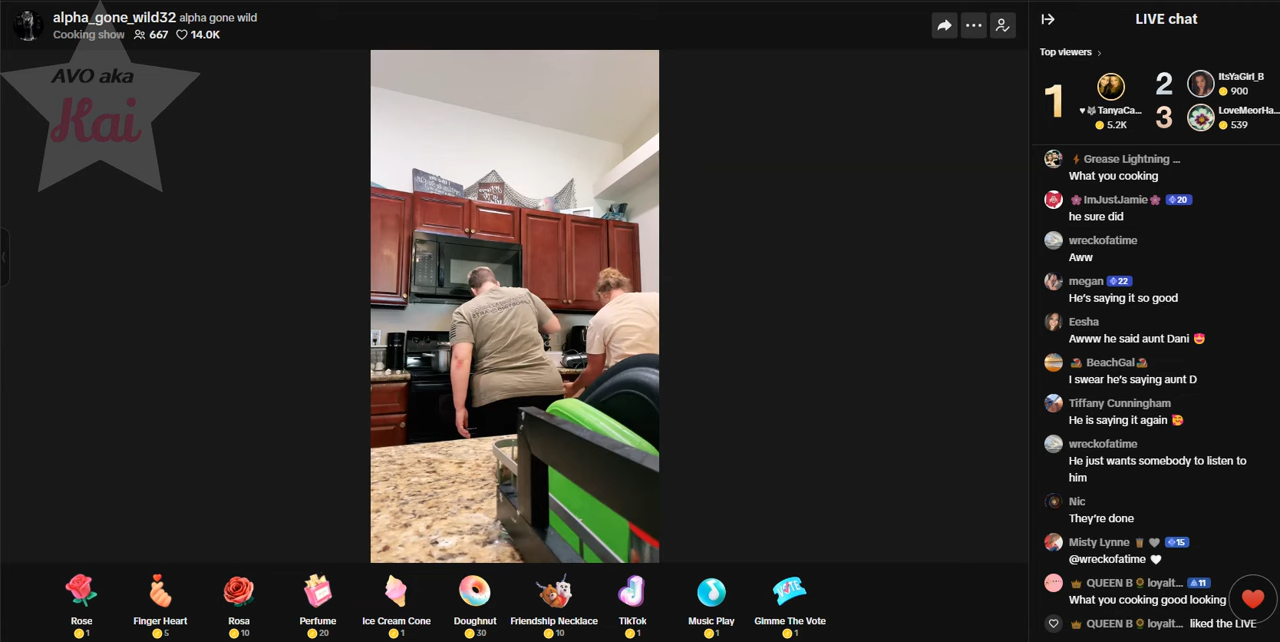 alpha_gone_wild32 alpha gone wild
Cooking show 667 14.0K
AVO aka
Kai
LIVE chat
Top viewers
1
TanyaCa...
5.2K
2
ItsYaGirl_B
900
3
LoveMeorHa...
539
Grease Lightning ...
What you cooking
ImJustJamie 20
he sure did
wreckofatime
Aww
megan 22
He's saying it so good
Eesha
Awww he said aunt Dani 😍
BeachGal
I swear he's saying aunt D
Tiffany Cunningham
He is saying it again 🥰
wreckofatime
He just wants somebody to listen to
him
Nic
They're done
Misty Lynne 15
@wreckofatime 🤍
QUEEN B loyalt... 11
What you cooking good looking
QUEEN B loyalt... liked the LIVE
Rose
1
Finger Heart
5
Rosa
10
Perfume
20
Ice Cream Cone
1
Doughnut
30
Friendship Necklace
10
TikTok
1
Music Play
1
Gimme The Vote
1